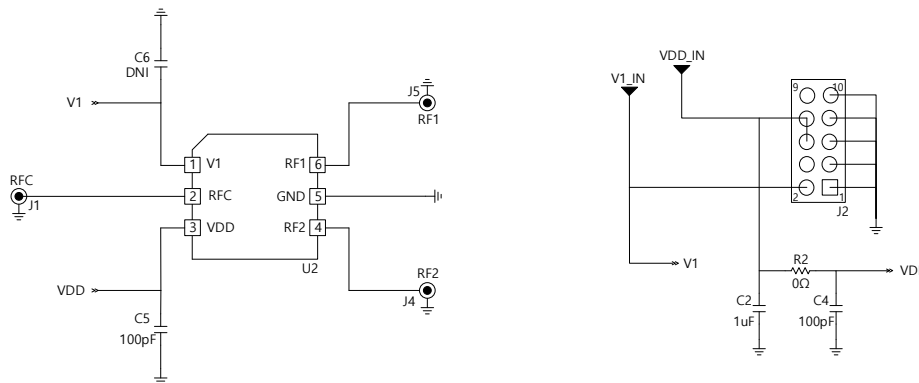 C6
DNI
V1
J5
RF1
1
V1
RF1
6
RFC
J1
2
RFC
GND
5
3
VDD
RF2
4
U2
VDD
RF2
J4
C5
100pF
VDD_IN
V1_IN
9
10
2
1
J2
V1
R2
0Ω
VD
C2
1uF
C4
100pF